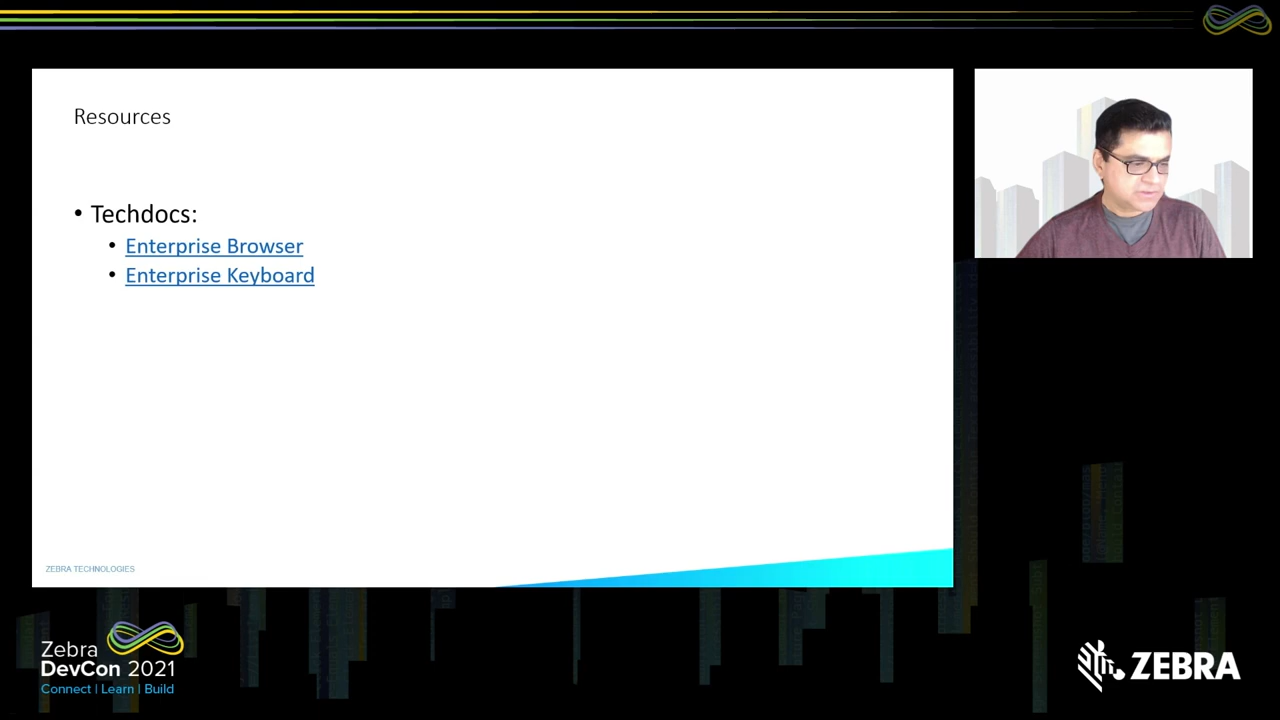 Resources
• Techdocs:
• Enterprise Browser
• Enterprise Keyboard
ZEBRA TECHNOLOGIES
Zebra
DevCon 2021
Connect | Learn | Build
ZEBRA